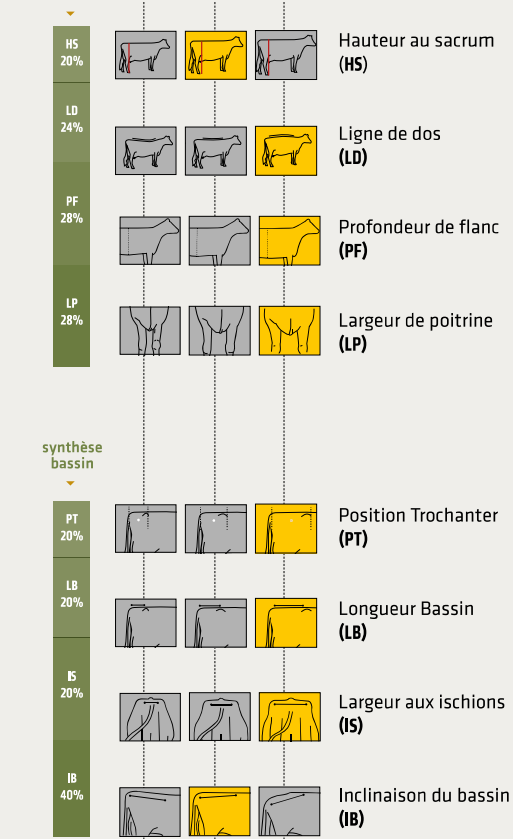 HS
20%
Hauteur au sacrum
(HS)
LD
24%
Ligne de dos
(LD)
PF
28%
Profondeur de flanc
(PF)
LP
28%
Largeur de poitrine
(LP)
synthèse
bassin
PT
20%
Position Trochanter
(PT)
LB
20%
Longueur Bassin
(LB)
IS
20%
Largeur aux ischions
(IS)
IB
40%
Inclinaison du bassin
(IB)